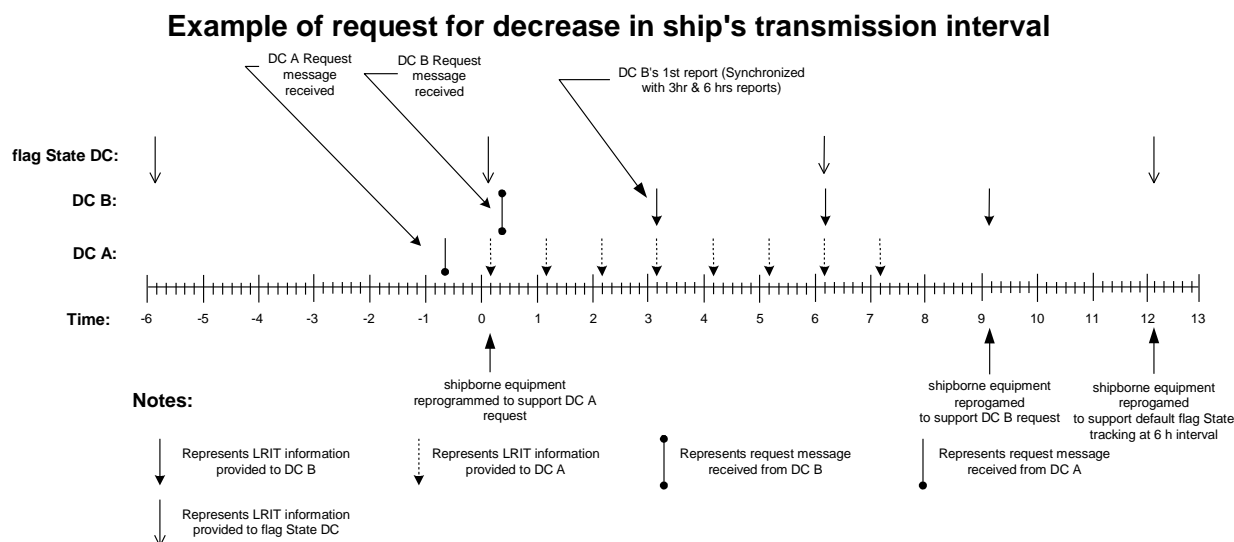 Example of request for decrease in ship's transmission interval
DC A Request
message
received
DC B Request
message
received
DC B's 1st report (Synchronized
with 3hr & 6 hrs reports)
flag State DC:
DC B:
DC A:
Time:
-6 -5 -4 -3 -2 -1 0 1 2 3 4 5 6 7 8 9 10 11 12 13
shipborne equipment
reprogrammed to support DC A
request
shipborne equipment
reprogamed
to support DC B request
shipborne equipment
reprogamed
to support default flag State
tracking at 6 h interval
Notes:
Represents LRIT information
provided to DC B
Represents LRIT information
provided to DC A
Represents request message
received from DC B
Represents request message
received from DC A
Represents LRIT information
provided to flag State DC